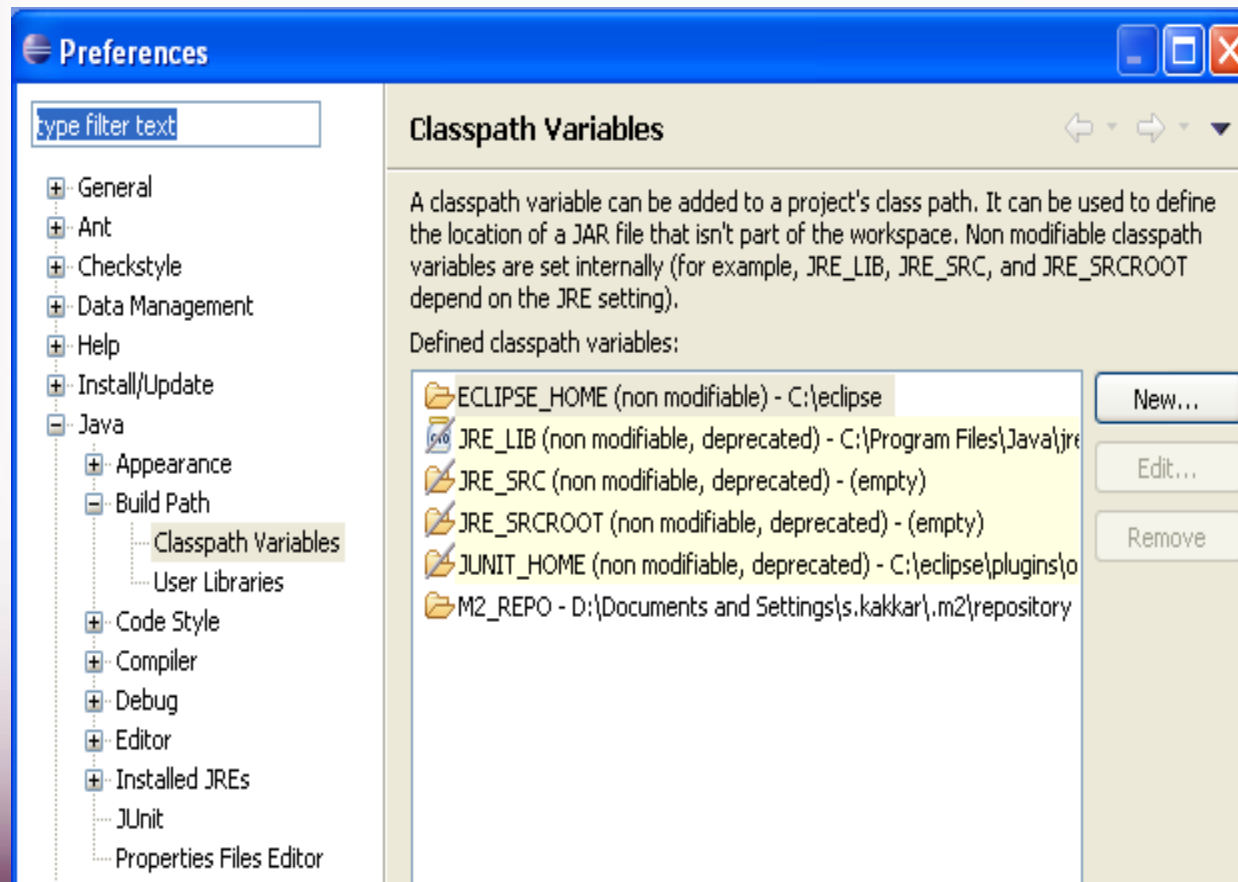 Preferences
type filter text
General
Ant
Checkstyle
Data Management
Help
Install/Update
Java
Appearance
Build Path
Classpath Variables
User Libraries
Code Style
Compiler
Debug
Editor
Installed JREs
JUnit
Properties Files Editor
Classpath Variables
A classpath variable can be added to a project's class path. It can be used to define
the location of a JAR file that isn't part of the workspace. Non modifiable classpath
variables are set internally (for example, JRE_LIB, JRE_SRC, and JRE_SRCROOT
depend on the JRE setting).
Defined classpath variables:
ECLIPSE_HOME (non modifiable) - C:\eclipse
JRE_LIB (non modifiable, deprecated) - C:\Program Files\Java\jre
JRE_SRC (non modifiable, deprecated) - (empty)
JRE_SRCROOT (non modifiable, deprecated) - (empty)
JUNIT_HOME (non modifiable, deprecated) - C:\eclipse\plugins\o
M2_REPO - D:\Documents and Settings\s.kakkar\.m2\repository
New...
Edit...
Remove